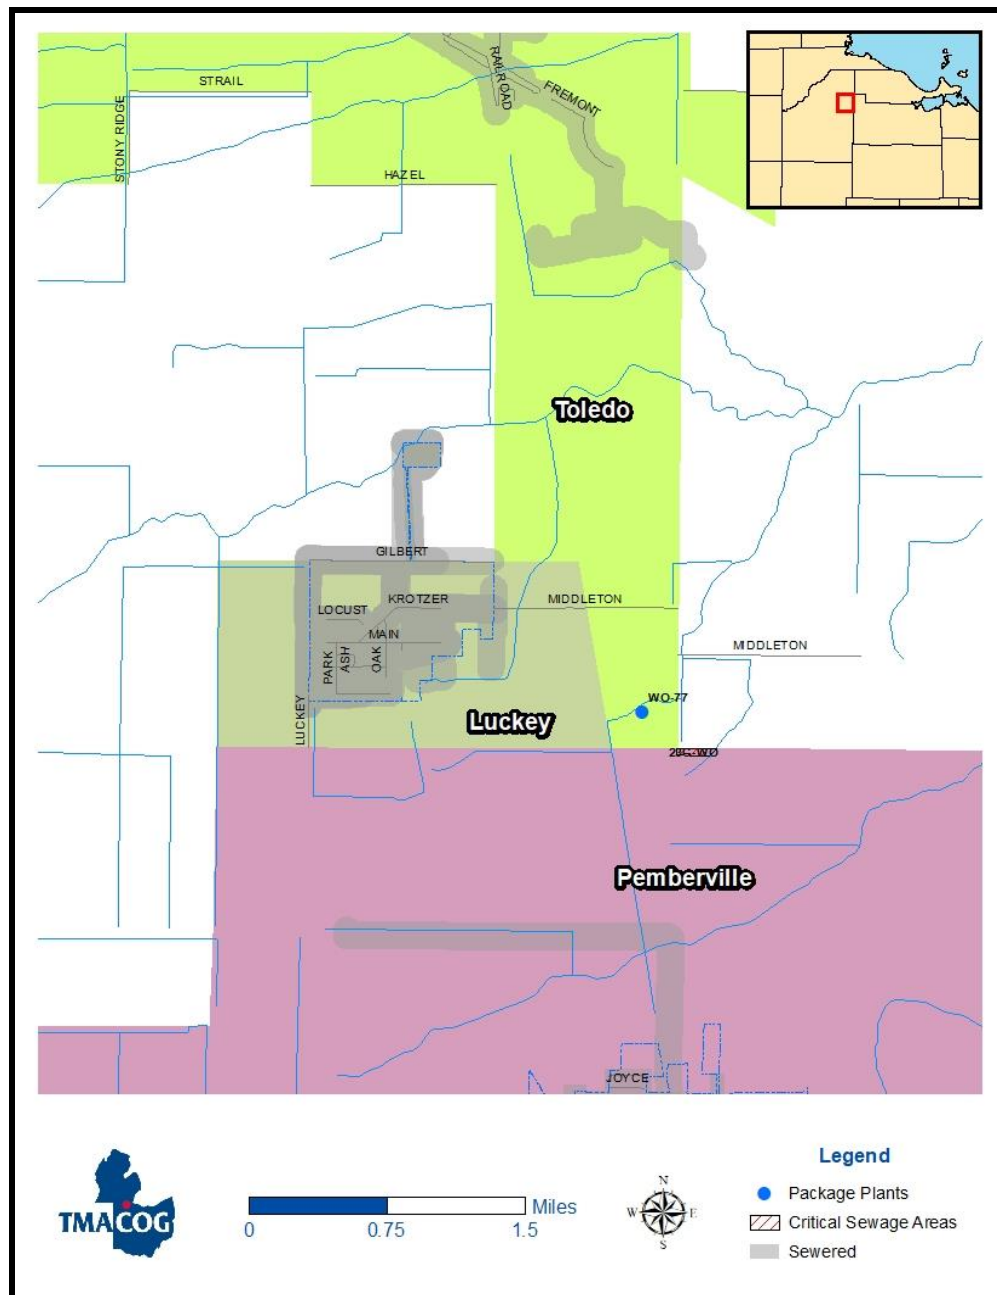 RAILROAD
STRAIL
FREMONT
STONY RIDGE
HAZEL
Toledo
GILBERT
KROTZER
LOCUST
MIDDLETON
MAIN
PARK
ASH
OAK
MIDDLETON
LUCKEY
Luckey
WO-77
Pemberville
JOYCE
Legend
N
W
E
S
Package Plants
Critical Sewage Areas
Sewered
TMACOG
Miles
0
0.75
1.5